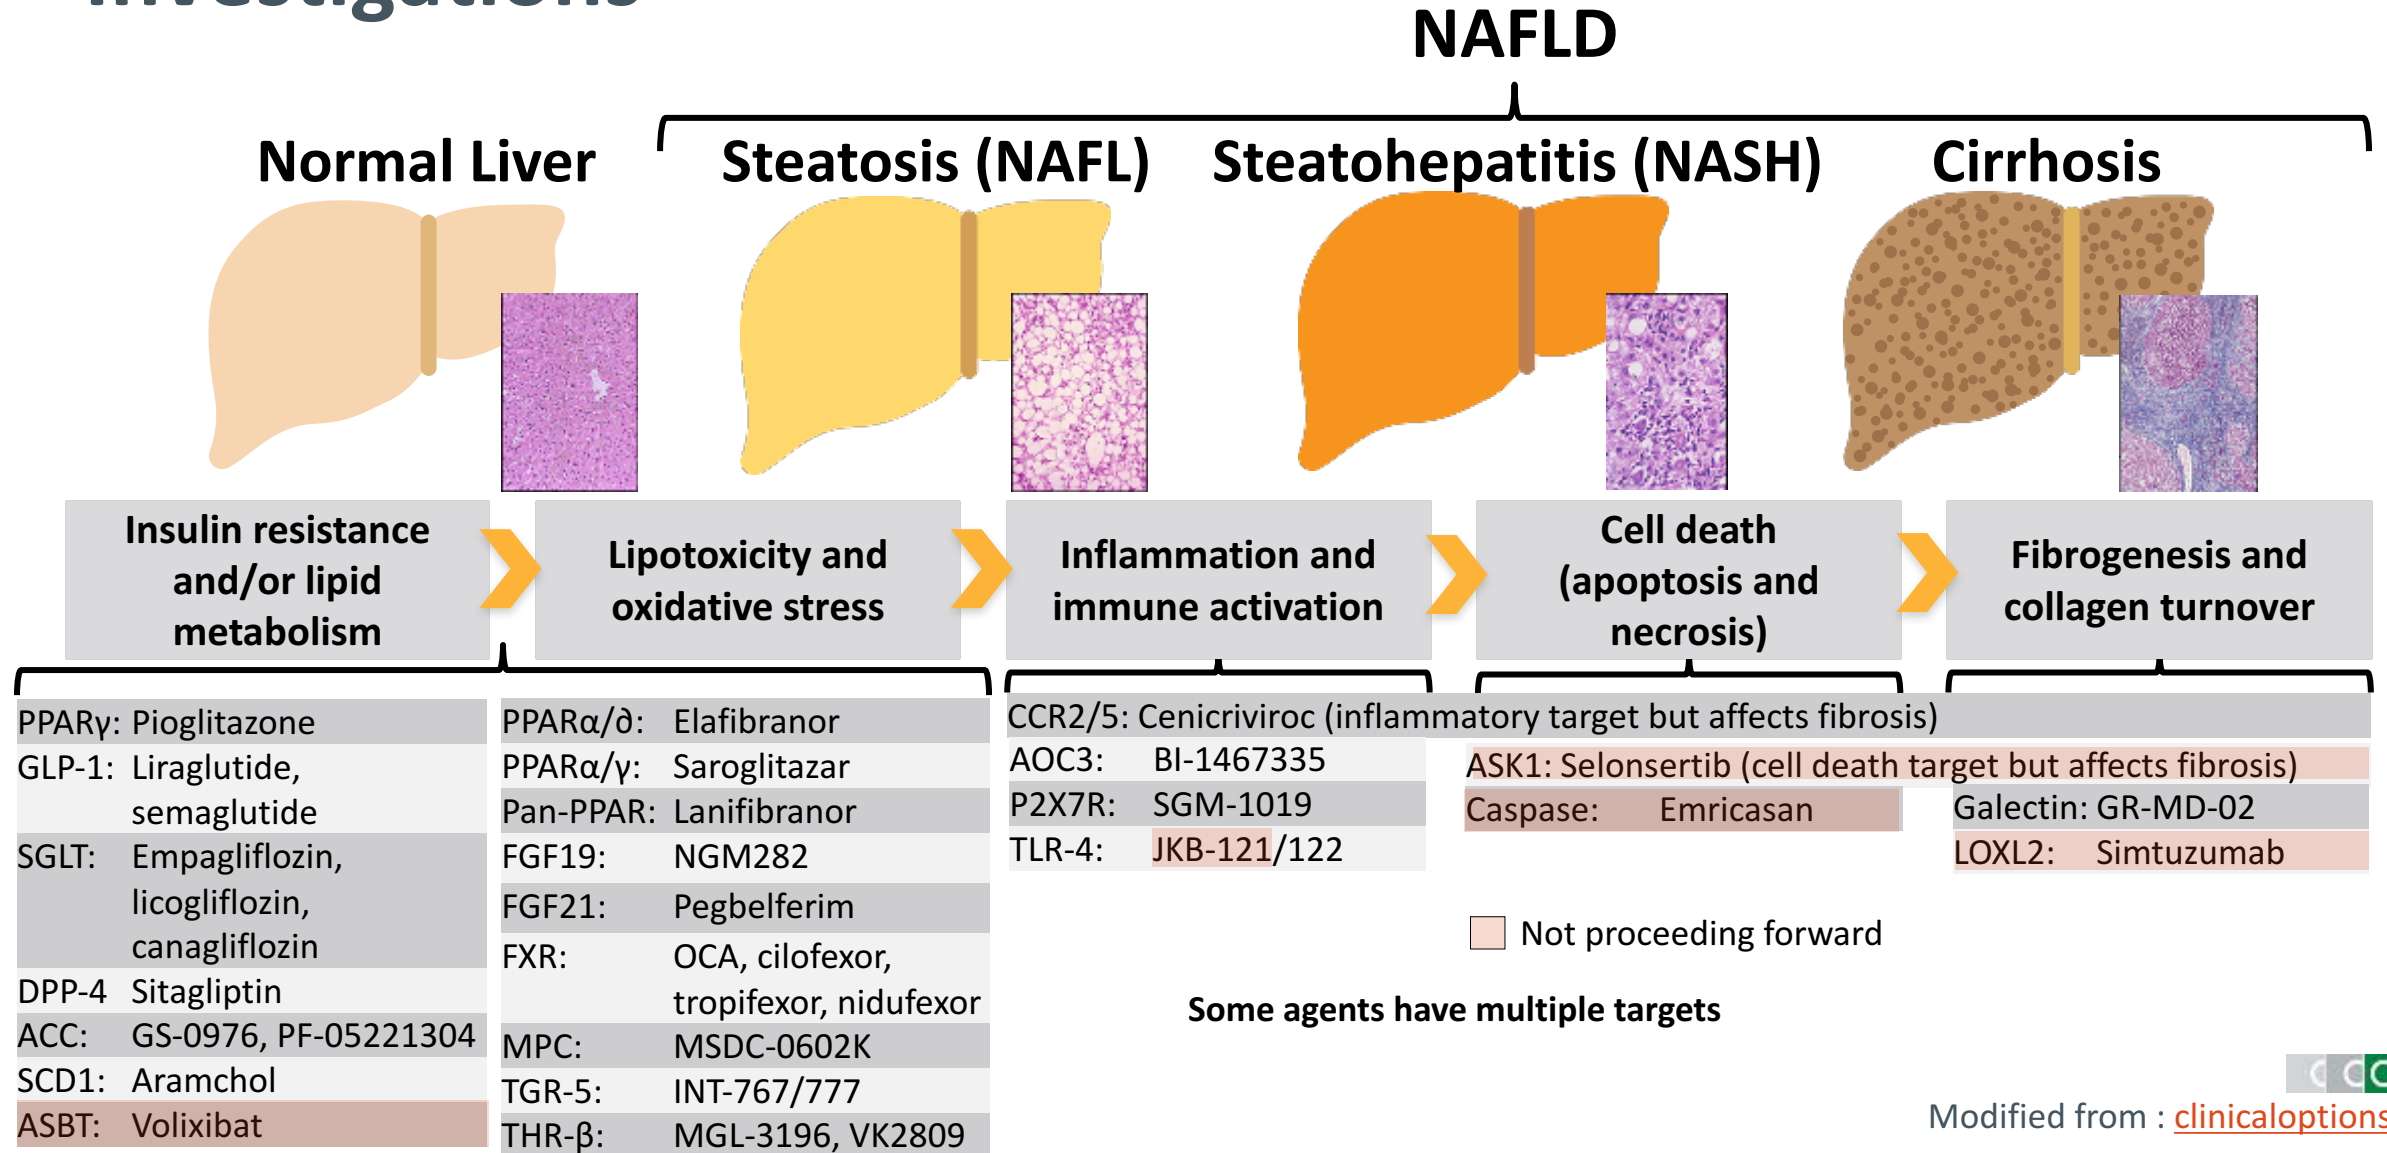 Investigations
NAFLD
Normal Liver
Steatosis (NAFL)
Steatohepatitis (NASH)
Cirrhosis
Insulin resistance
and/or lipid
metabolism
Lipotoxicity and
oxidative stress
Inflammation and
immune activation
Cell death
(apoptosis and
necrosis)
Fibrogenesis and
collagen turnover
PPARγ: Pioglitazone
GLP-1: Liraglutide,
semaglutide
SGLT: Empagliflozin,
licogliflozin,
canagliflozin
DPP-4 Sitagliptin
ACC: GS-0976, PF-05221304
SCD1: Aramchol
ASBT: Volixibat
PPARα/∂: Elafibranor
PPARα/γ: Saroglitazar
Pan-PPAR: Lanifibranor
FGF19: NGM282
FGF21: Pegbelferim
FXR: OCA, cilofexor,
tropifexor, nidufexor
MPC: MSDC-0602K
TGR-5: INT-767/777
THR-β: MGL-3196, VK2809
CCR2/5: Cenicriviroc (inflammatory target but affects fibrosis)
AOC3: BI-1467335
P2X7R: SGM-1019
TLR-4: JKB-121/122
ASK1: Selonsertib (cell death target but affects fibrosis)
Caspase: Emricasan
Galectin: GR-MD-02
LOXL2: Simtuzumab
Not proceeding forward
Some agents have multiple targets
CCO
Modified from : clinicaloptions